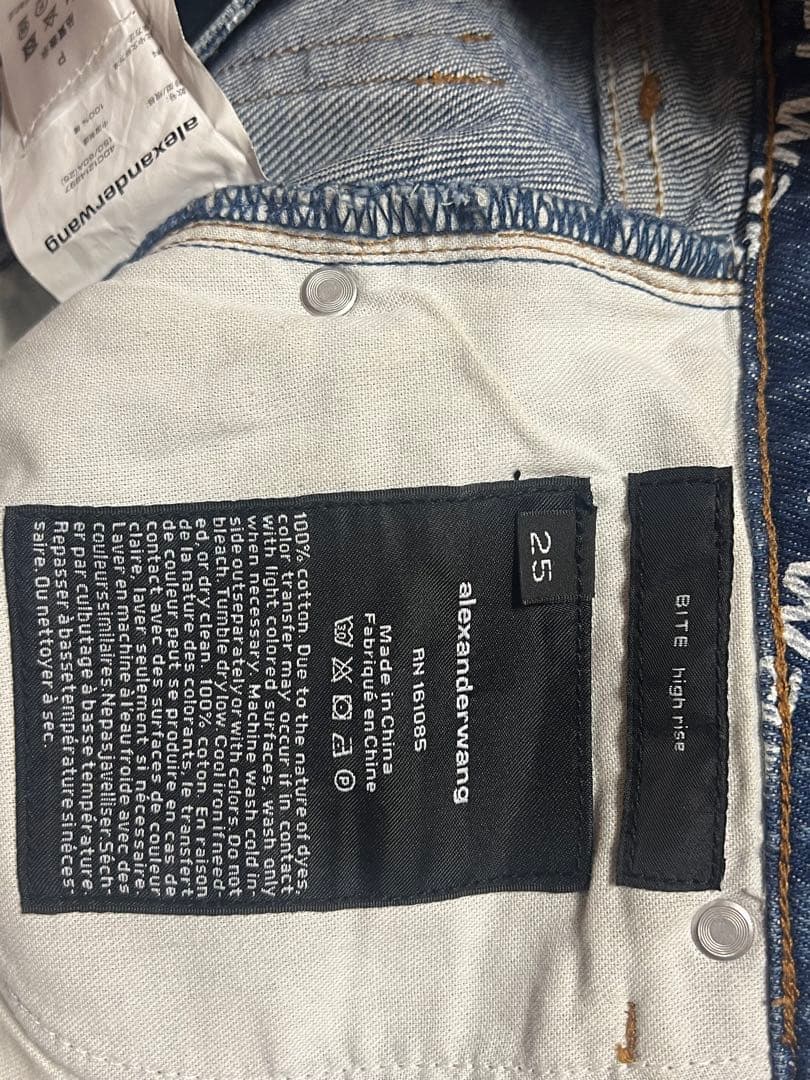 BITE high rise
25
alexanderwang
RN 161085
Made in China
Fabriqué en Chine
100% cotton. Due to the nature of dyes,
color transfer may occur if in contact
with light colored surfaces, wash only
when necessary. Machine wash cold in-
side out separately or with colors. Do not
bleach. Tumble dry low. Cool iron if need-
ed, or dry clean. 100% coton. En raison
de la nature des colorants, le transfert
de couleur peut se produire en cas de
contact avec des surfaces de couleur
claire, laver seulement si nécessaire.
Laver en machine à l'eau froide avec des
couleurs similaires. Ne pas javelliser. Séch-
er par culbutage à basse température
Repasser à basse température si néces-
saire. Ou nettoyer à sec.
alexanderwang